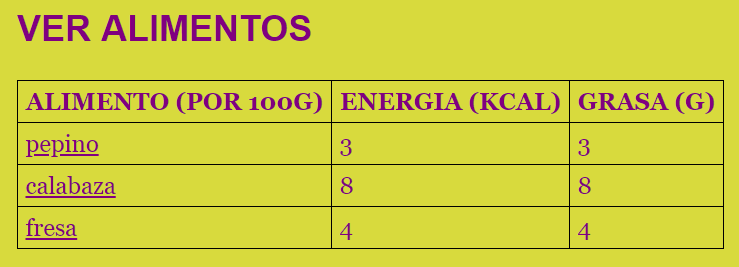 VER ALIMENTOS
ALIMENTO (POR 100G) ENERGIA (KCAL) GRASA (G)
pepino 3 3
calabaza 8 8
fresa 4 4